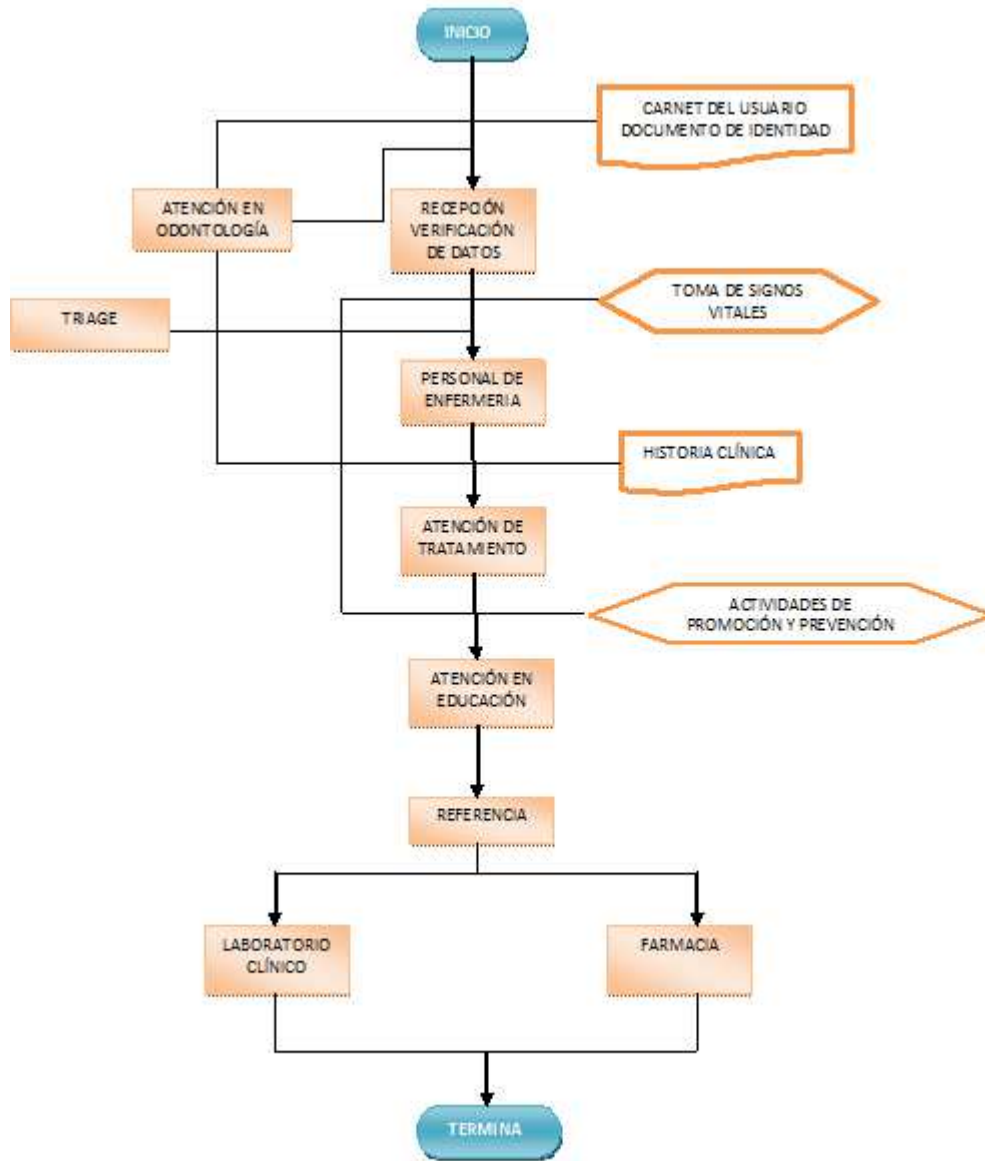 INICIO
CARNET DEL USUARIO
DOCUMENTO DE IDENTIDAD
ATENCIÓN EN
ODONTOLOGÍA
RECEPCIÓN
VERIFICACIÓN
DE DATOS
TOMA DE SIGNOS
VITALES
TRIAGE
PERSONAL DE
ENFERMERIA
HISTORIA CLÍNICA
ATENCIÓN DE
TRATAMIENTO
ACTIVIDADES DE
PROMOCIÓN Y PREVENCIÓN
ATENCIÓN EN
EDUCACIÓN
REFERENCIA
LABORATORIO
CLÍNICO
FARMACIA
TERMINA